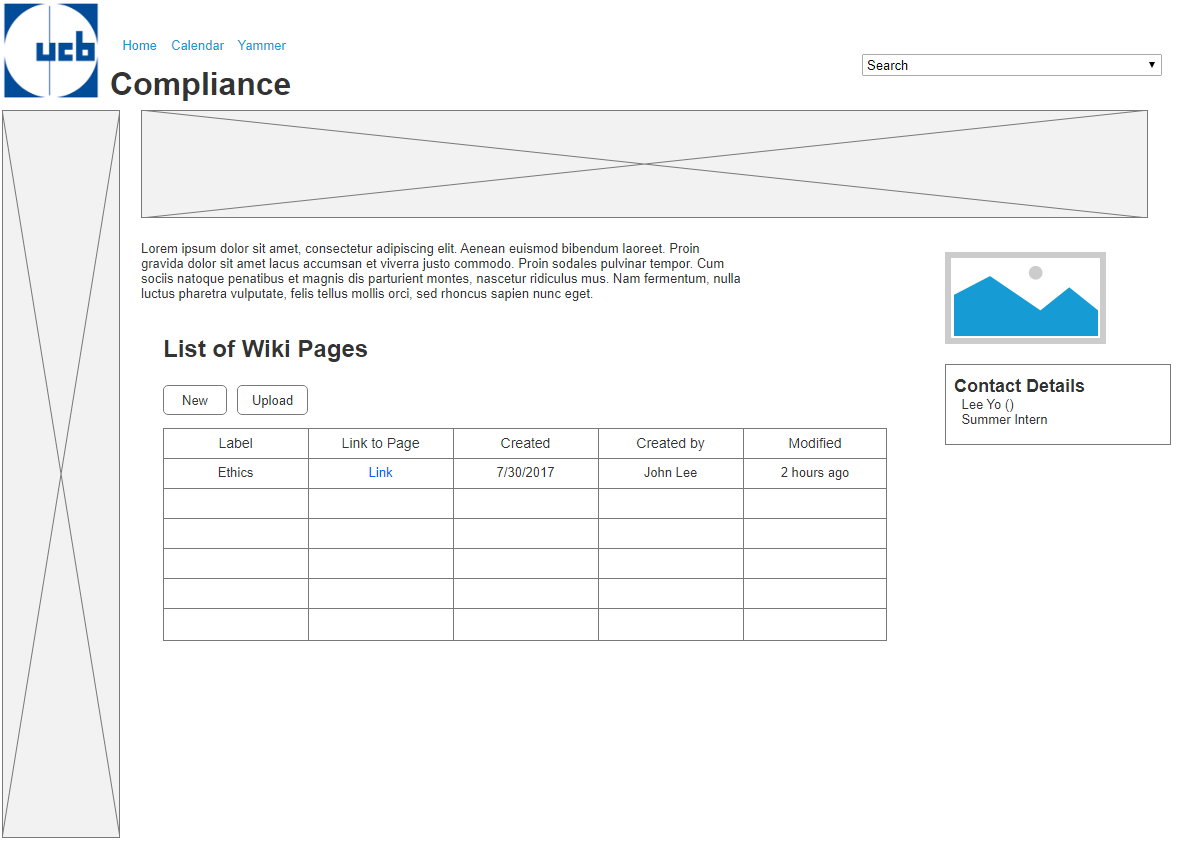 ucb
Home Calendar Yammer
Search
Compliance
Lorem ipsum dolor sit amet, consectetur adipiscing elit. Aenean euismod bibendum laoreet. Proin
gravida dolor sit amet lacus accumsan et viverra justo commodo. Proin sodales pulvinar tempor. Cum
sociis natoque penatibus et magnis dis parturient montes, nascetur ridiculus mus. Nam fermentum, nulla
luctus pharetra vulputate, felis tellus mollis orci, sed rhoncus sapien nunc eget.
List of Wiki Pages
New Upload
Label Link to Page Created Created by Modified
Ethics Link 7/30/2017 John Lee 2 hours ago
Contact Details
Lee Yo ()
Summer Intern